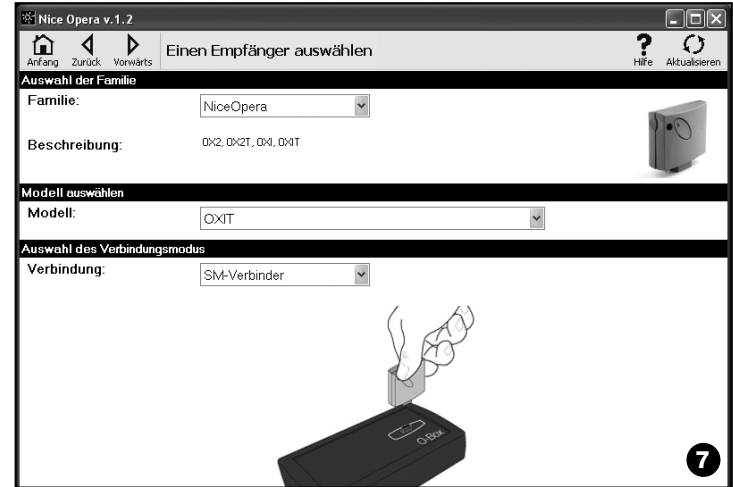 Nice Opera v.1.2
Anfang Zurück Vorwärts Einen Empfänger auswählen Hilfe Aktualisieren
Auswahl der Familie
Familie: NiceOpera
Beschreibung: OX2, OX2T, OXI, OXIT
Modell auswählen
Modell: OXIT
Auswahl des Verbindungsmodus
Verbindung: SM-Verbinder
O-Box
7